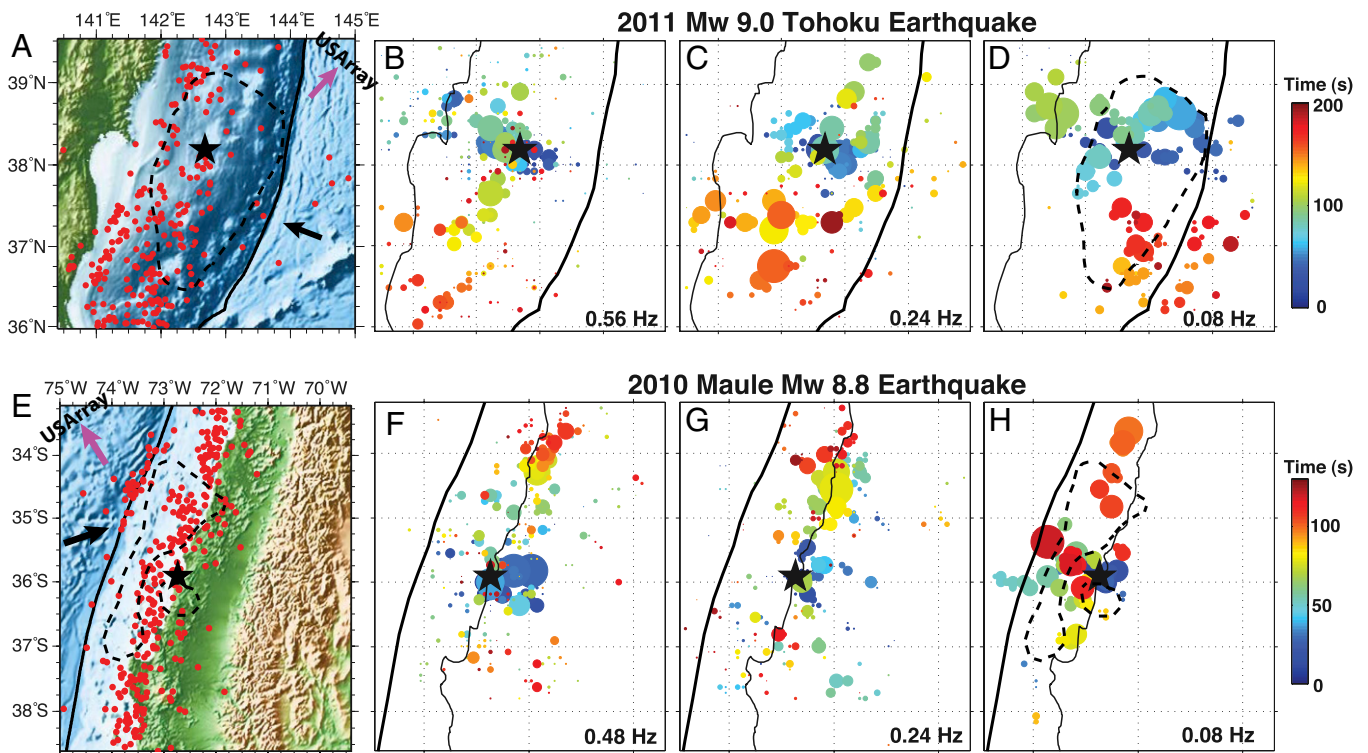 2011 Mw 9.0 Tohoku Earthquake
141°E 142°E 143°E 144°E 145°E
A
USArray
39°N
38°N
37°N
36°N
B
0.56 Hz
C
0.24 Hz
D
0.08 Hz
Time (s)
200
100
0
2010 Maule Mw 8.8 Earthquake
75°W 74°W 73°W 72°W 71°W 70°W
E
USArray
34°S
35°S
36°S
37°S
38°S
F
0.48 Hz
G
0.24 Hz
H
0.08 Hz
Time (s)
100
50
0